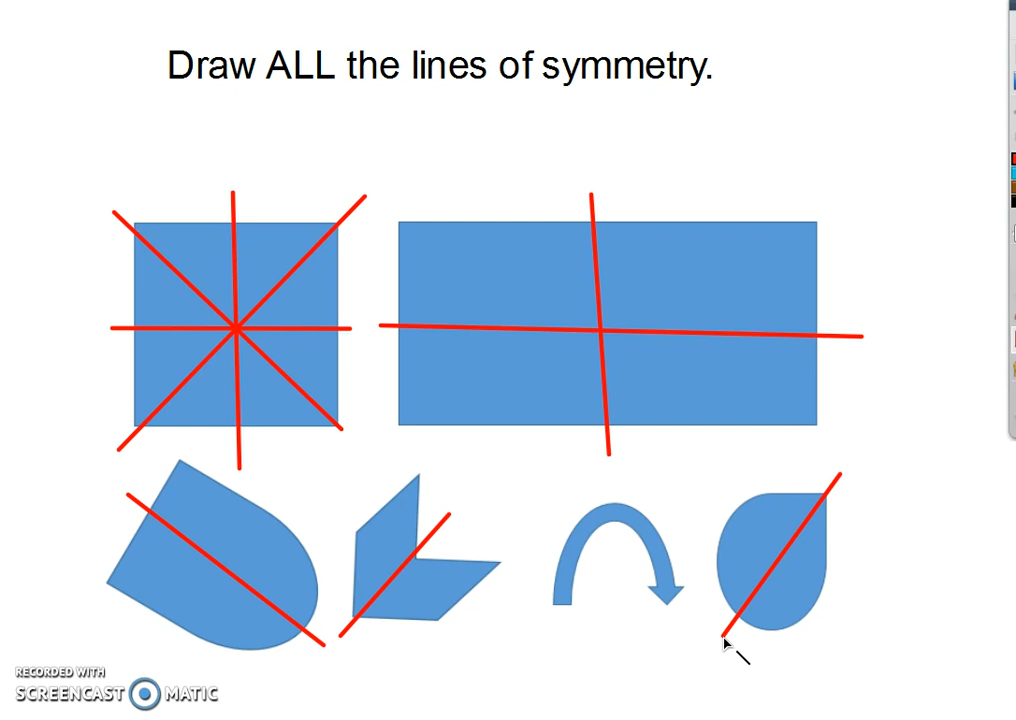 Draw ALL the lines of symmetry.
RECORDED WITH
SCREENCAST MATIC